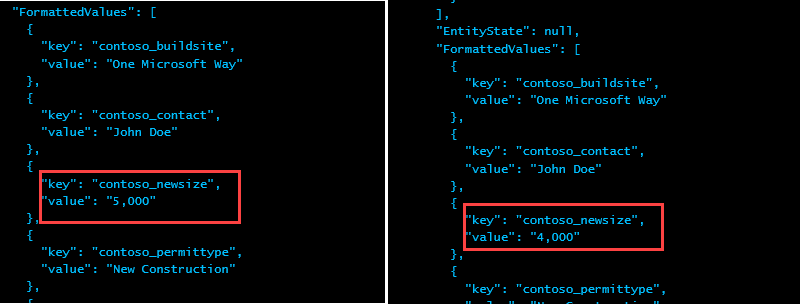 "FormattedValues": [
{
"key": "contoso_buildsite",
"value": "One Microsoft Way"
},
{
"key": "contoso_contact",
"value": "John Doe"
},
{
"key": "contoso_newsize",
"value": "5,000"
},
{
"key": "contoso_permittype",
"value": "New Construction"
},
{
],
"EntityState": null,
"FormattedValues": [
{
"key": "contoso_buildsite",
"value": "One Microsoft Way"
},
{
"key": "contoso_contact",
"value": "John Doe"
},
{
"key": "contoso_newsize",
"value": "4,000"
},
{
"key": "contoso_permittype",